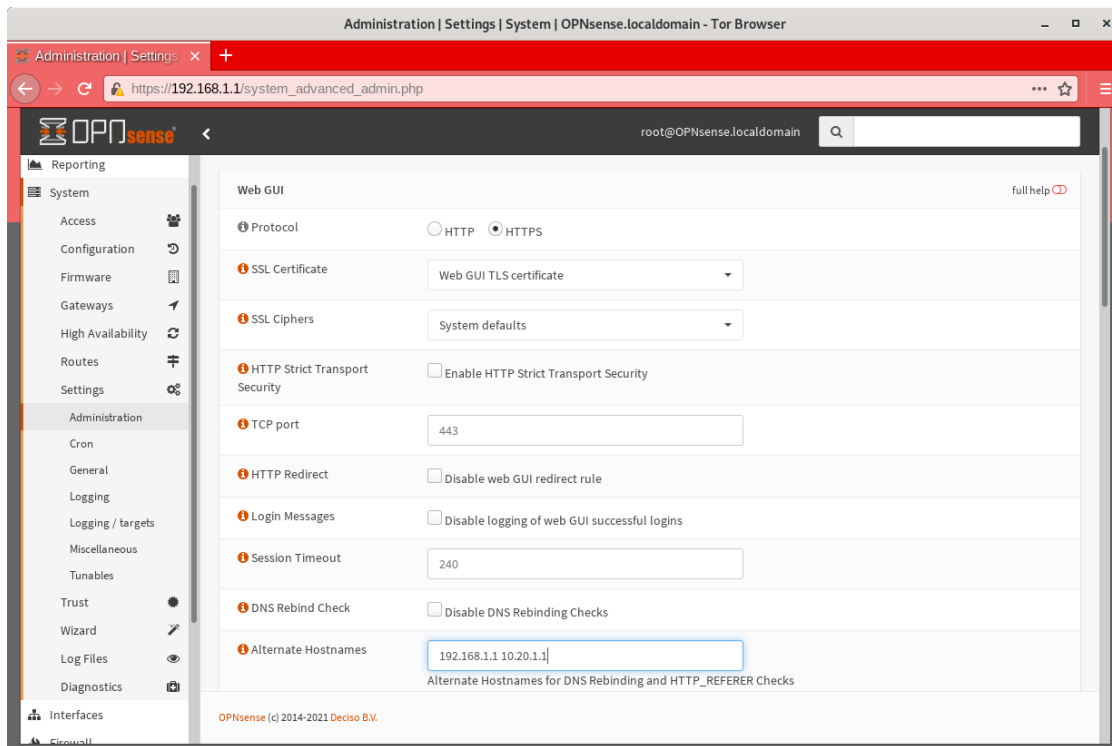 Administration | Settings | System | OPNsense.localdomain - Tor Browser
Administration | Settings
https://192.168.1.1/system_advanced_admin.php
OPNsense
root@OPNsense.localdomain
Reporting
System
Access
Configuration
Firmware
Gateways
High Availability
Routes
Settings
Administration
Cron
General
Logging
Logging / targets
Miscellaneous
Tunables
Trust
Wizard
Log Files
Diagnostics
Interfaces
Firewall
Web GUI full help
Protocol HTTP HTTPS
SSL Certificate Web GUI TLS certificate
SSL Ciphers System defaults
HTTP Strict Transport Enable HTTP Strict Transport Security
Security
TCP port 443
HTTP Redirect Disable web GUI redirect rule
Login Messages Disable logging of web GUI successful logins
Session Timeout 240
DNS Rebind Check Disable DNS Rebinding Checks
Alternate Hostnames 192.168.1.1 10.20.1.1
Alternate Hostnames for DNS Rebinding and HTTP_REFERER Checks
OPNsense (c) 2014-2021 Deciso B.V.